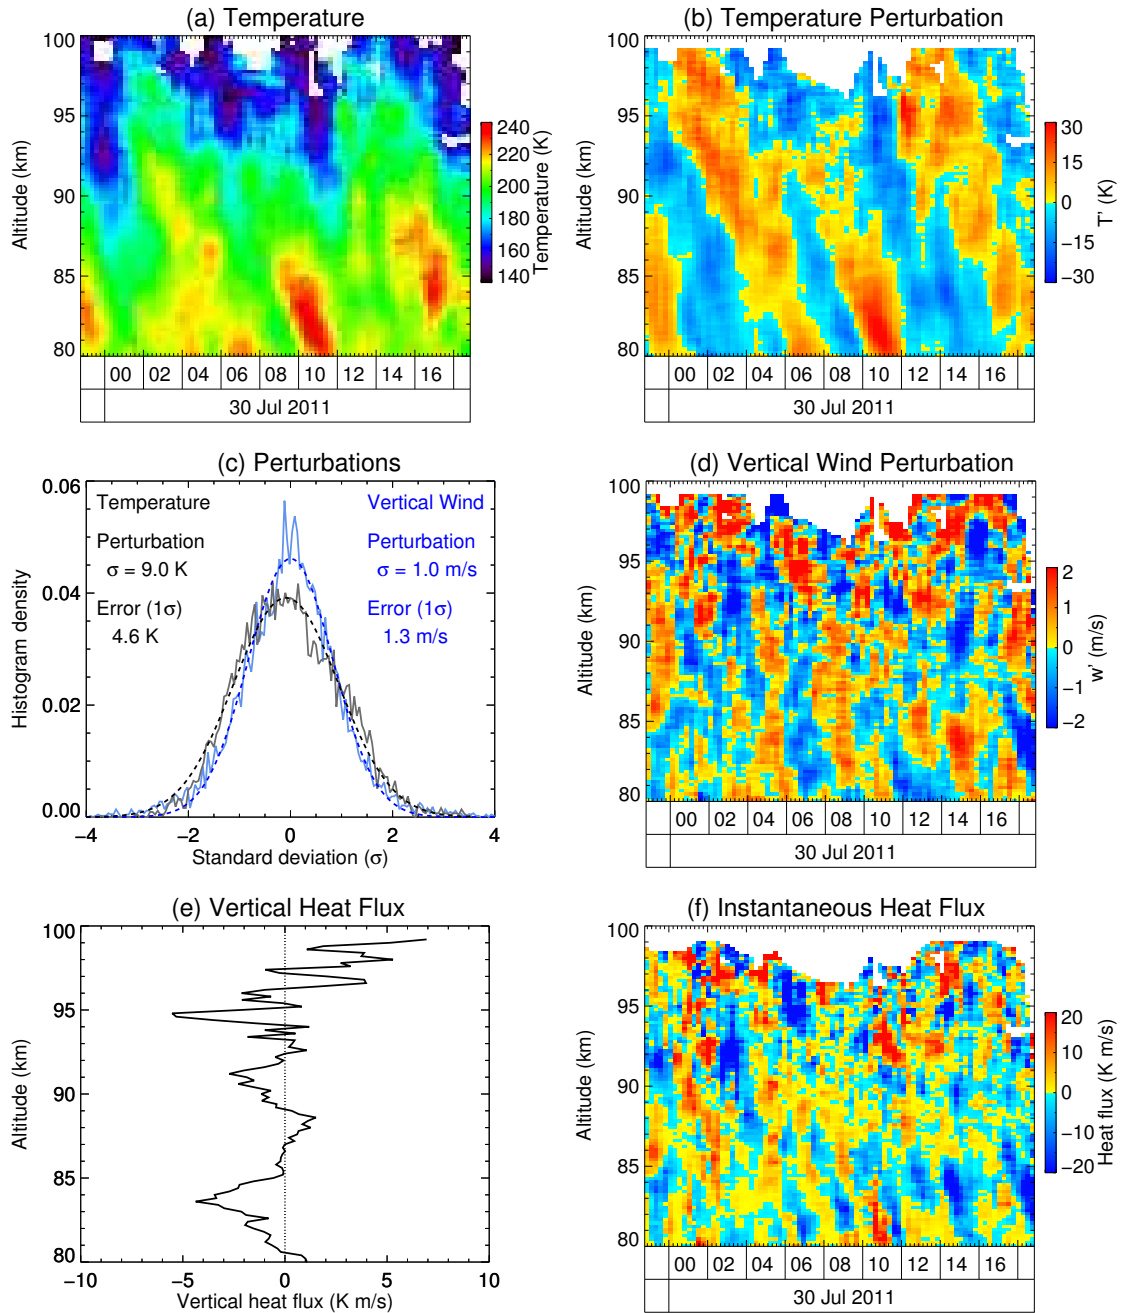 (a) Temperature
100
95
90
85
80
Altitude (km)
240
220
200
180
160
140
Temperature (K)
00 02 04 06 08 10 12 14 16
30 Jul 2011
(b) Temperature Perturbation
100
95
90
85
80
Altitude (km)
30
15
0
−15
−30
T' (K)
00 02 04 06 08 10 12 14 16
30 Jul 2011
(c) Perturbations
0.06
0.04
0.02
0.00
Histogram density
Temperature
Perturbation
σ = 9.0 K
Error (1σ)
4.6 K
Vertical Wind
Perturbation
σ = 1.0 m/s
Error (1σ)
1.3 m/s
−4 −2 0 2 4
Standard deviation (σ)
(d) Vertical Wind Perturbation
100
95
90
85
80
Altitude (km)
2
1
0
−1
−2
w' (m/s)
00 02 04 06 08 10 12 14 16
30 Jul 2011
(e) Vertical Heat Flux
100
95
90
85
80
Altitude (km)
−10 −5 0 5 10
Vertical heat flux (K m/s)
(f) Instantaneous Heat Flux
100
95
90
85
80
Altitude (km)
20
10
0
−10
−20
Heat flux (K m/s)
00 02 04 06 08 10 12 14 16
30 Jul 2011